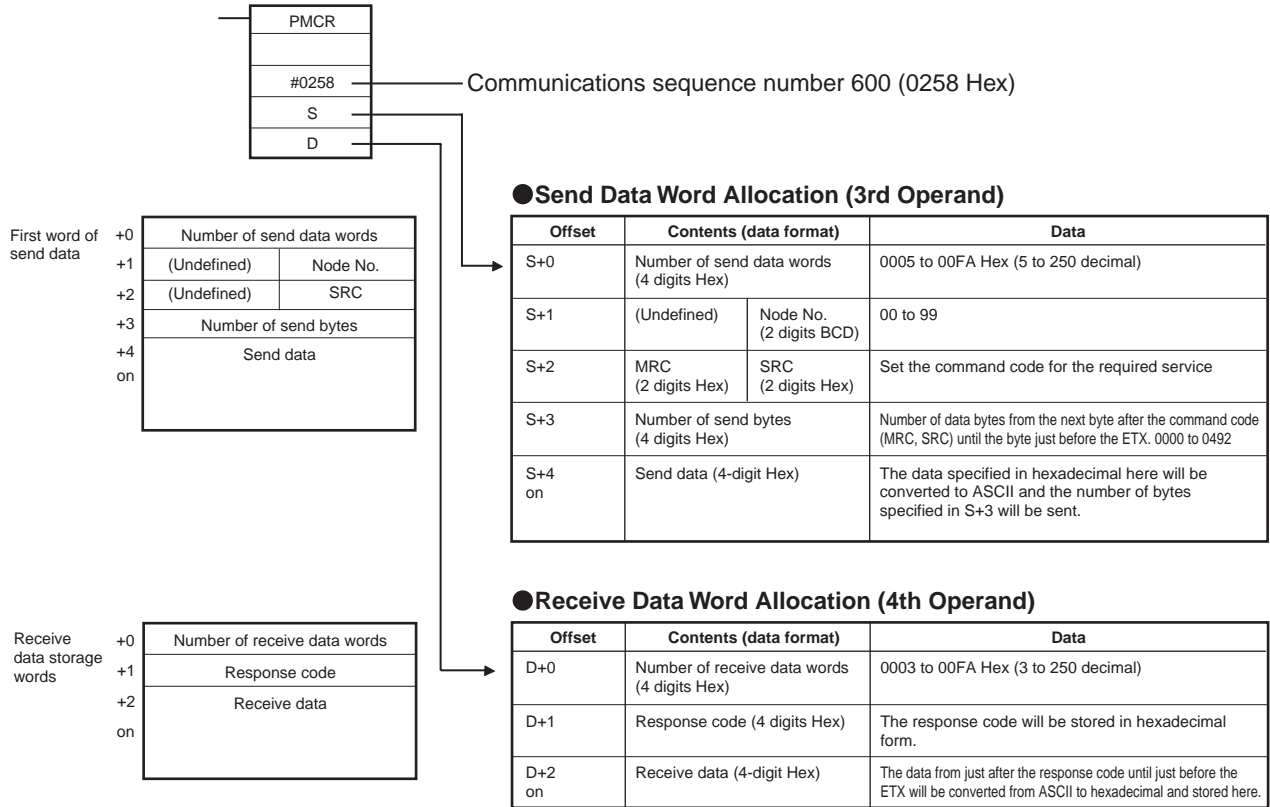 PMCR
#0258
Communications sequence number 600 (0258 Hex)
S
D
●Send Data Word Allocation (3rd Operand)
First word of
send data
+0
Number of send data words
+1
(Undefined)
Node No.
+2
(Undefined)
SRC
+3
Number of send bytes
+4
on
Send data
Offset
Contents (data format)
Data
S+0
Number of send data words
(4 digits Hex)
0005 to 00FA Hex (5 to 250 decimal)
S+1
(Undefined)
Node No.
(2 digits BCD)
00 to 99
S+2
MRC
(2 digits Hex)
SRC
(2 digits Hex)
Set the command code for the required service
S+3
Number of send bytes
(4 digits Hex)
Number of data bytes from the next byte after the command code
(MRC, SRC) until the byte just before the ETX. 0000 to 0492
S+4
on
Send data (4-digit Hex)
The data specified in hexadecimal here will be
converted to ASCII and the number of bytes
specified in S+3 will be sent.
●Receive Data Word Allocation (4th Operand)
Receive
data storage
words
+0
Number of receive data words
+1
Response code
+2
on
Receive data
Offset
Contents (data format)
Data
D+0
Number of receive data words
(4 digits Hex)
0003 to 00FA Hex (3 to 250 decimal)
D+1
Response code (4 digits Hex)
The response code will be stored in hexadecimal
form.
D+2
on
Receive data (4-digit Hex)
The data from just after the response code until just before the
ETX will be converted from ASCII to hexadecimal and stored here.